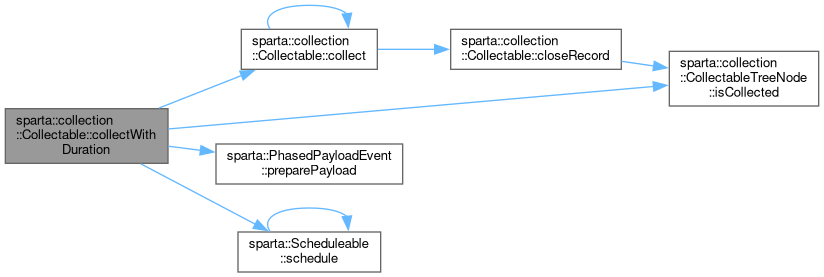 sparta::collection
::Collectable::collectWith
Duration
sparta::collection
::Collectable::collect
sparta::collection
::Collectable::closeRecord
sparta::collection
::CollectableTreeNode
::isCollected
sparta::PhasedPayloadEvent
::preparePayload
sparta::Scheduleable
::schedule